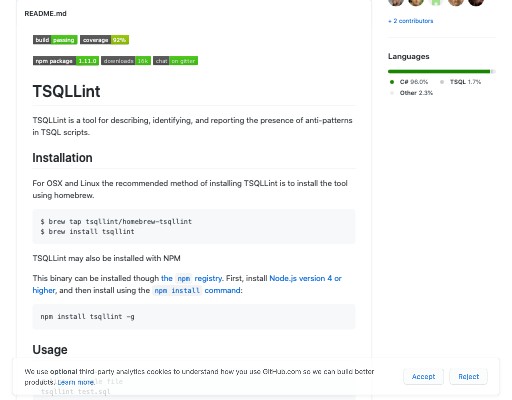 README.md
+ 2 contributors
build passing coverage 92%
Languages
npm package 1.11.0 downloads 16k chat on gitter
C# 96.0% TSQL 1.7%
Other 2.3%
TSQLLint
TSQLLint is a tool for describing, identifying, and reporting the presence of anti-patterns
in TSQL scripts.
Installation
For OSX and Linux the recommended method of installing TSQLLint is to install the tool
using homebrew.
$ brew tap tsqllint/homebrew-tsqllint
$ brew install tsqllint
TSQLLint may also be installed with NPM
This binary can be installed though the npm registry. First, install Node.js version 4 or
higher, and then install using the npm install command:
npm install tsqllint -g
Usage
We use optional third-party analytics cookies to understand how you use GitHub.com so we can build better
products. Learn more.
Accept Reject
tsqllint test.sql